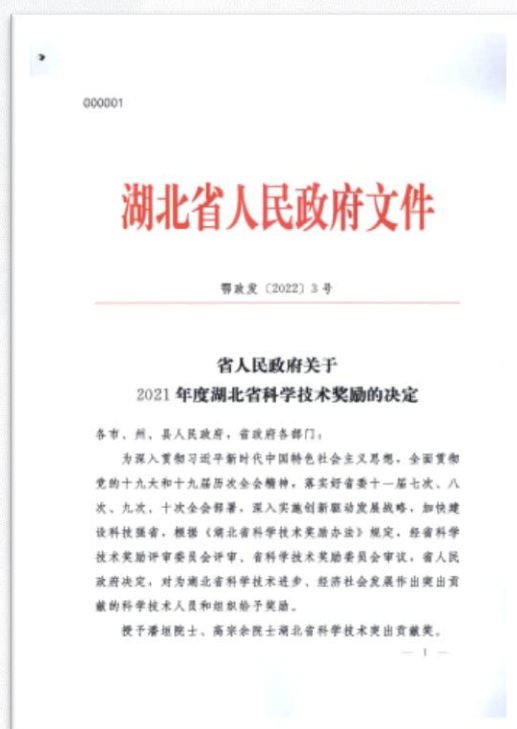 000001
湖北省人民政府文件
鄂政发〔2022〕3号
省人民政府关于
2021年度湖北省科学技术奖励的决定
各市、州、县人民政府，省政府各部门：
为深入贯彻习近平新时代中国特色社会主义思想，全面贯彻
党的十九大和十九届历次全会精神，落实好省委十一届七次、八
次、九次、十次全会部署，深入实施创新驱动发展战略，加快建
设科技强省，根据《湖北省科学技术奖励办法》规定，经省科学
技术奖励评审委员会评审、省科学技术奖励委员会审议，省人民
政府决定，对为湖北省科学技术进步、经济社会发展作出突出贡
献的科学技术人员和组织给予奖励。
授予潘垣院士、高宗余院士湖北省科学技术突出贡献奖。
— 1 —